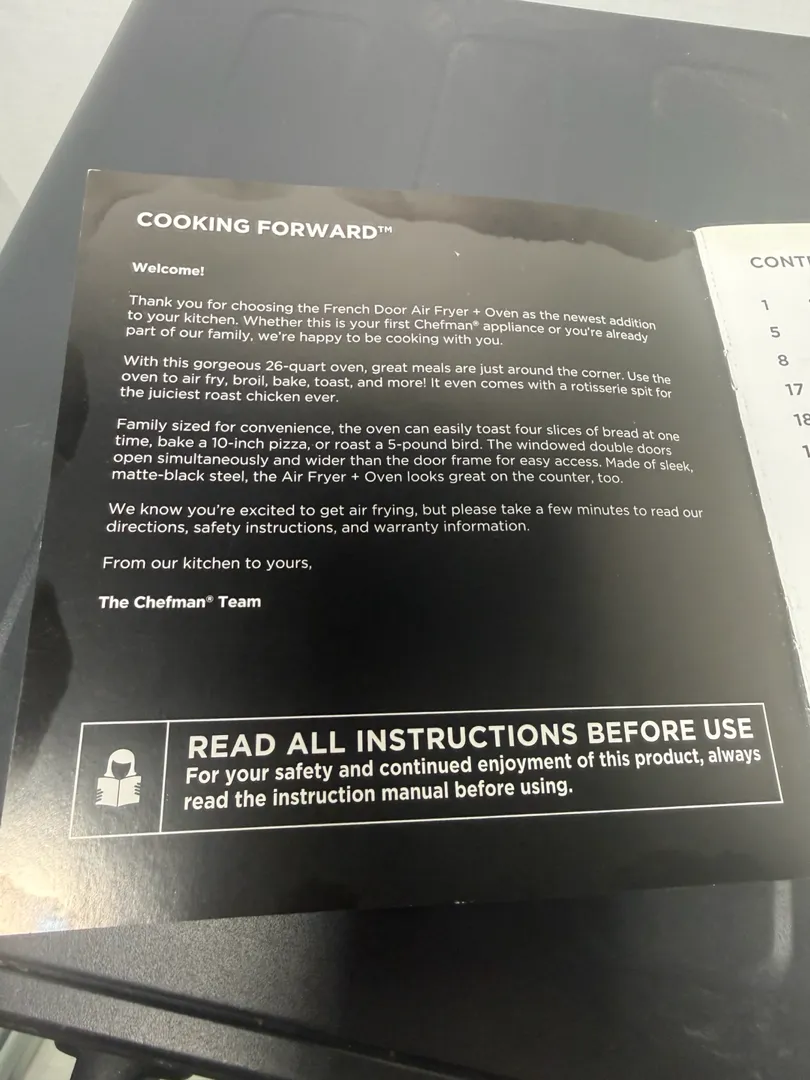 COOKING FORWARD™
Welcome!
Thank you for choosing the French Door Air Fryer + Oven as the newest addition
to your kitchen. Whether this is your first Chefman® appliance or you're already
part of our family, we're happy to be cooking with you.
With this gorgeous 26-quart oven, great meals are just around the corner. Use the
oven to air fry, broil, bake, toast, and more! It even comes with a rotisserie spit for
the juiciest roast chicken ever.
Family sized for convenience, the oven can easily toast four slices of bread at one
time, bake a 10-inch pizza, or roast a 5-pound bird. The windowed double doors
open simultaneously and wider than the door frame for easy access. Made of sleek,
matte-black steel, the Air Fryer + Oven looks great on the counter, too.
We know you're excited to get air frying, but please take a few minutes to read our
directions, safety instructions, and warranty information.
From our kitchen to yours,
The Chefman® Team
READ ALL INSTRUCTIONS BEFORE USE
For your safety and continued enjoyment of this product, always
read the instruction manual before using.
CONT
1
5
8
17
18